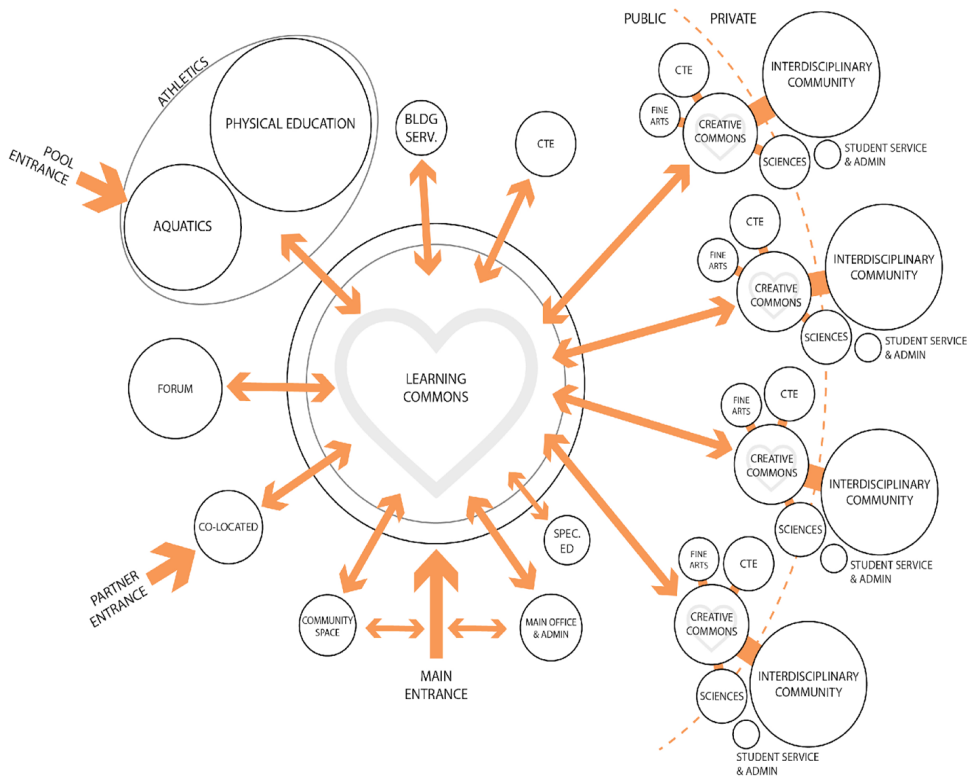 PUBLIC
PRIVATE
ATHLETICS
PHYSICAL EDUCATION
POOL
ENTRANCE
AQUATICS
BLDG
SERV.
CTE
FORUM
LEARNING
COMMONS
CO-LOCATED
PARTNER
ENTRANCE
COMMUNITY
SPACE
MAIN
ENTRANCE
MAIN OFFICE
& ADMIN
SPEC.
ED
CTE
FINE
ARTS
CREATIVE
COMMONS
SCIENCES
INTERDISCIPLINARY
COMMUNITY
STUDENT SERVICE
& ADMIN
CTE
FINE
ARTS
CREATIVE
COMMONS
SCIENCES
INTERDISCIPLINARY
COMMUNITY
STUDENT SERVICE
& ADMIN
FINE
ARTS
CTE
CREATIVE
COMMONS
SCIENCES
INTERDISCIPLINARY
COMMUNITY
STUDENT SERVICE
& ADMIN
FINE
ARTS
CTE
CREATIVE
COMMONS
SCIENCES
INTERDISCIPLINARY
COMMUNITY
STUDENT SERVICE
& ADMIN